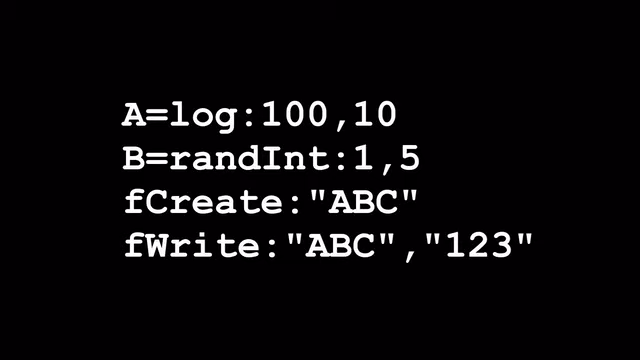 A=log:100,10
B=randInt:1,5
fCreate:"ABC"
fWrite:"ABC","123"